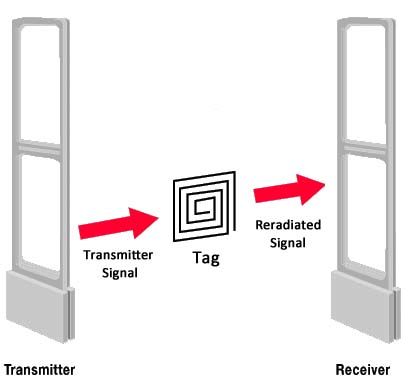 Transmitter
Signal
Tag
Reradiated
Signal
Transmitter
Receiver